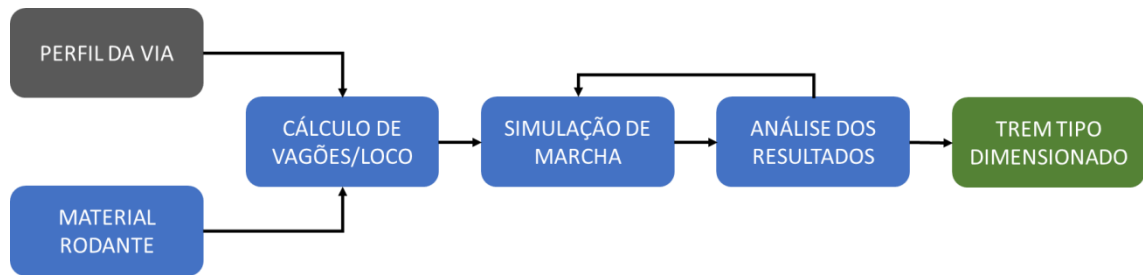 PERFIL DA VIA
MATERIAL
RODANTE
CÁLCULO DE
VAGÕES/LOCO
SIMULAÇÃO DE
MARCHA
ANÁLISE DOS
RESULTADOS
TREM TIPO
DIMENSIONADO